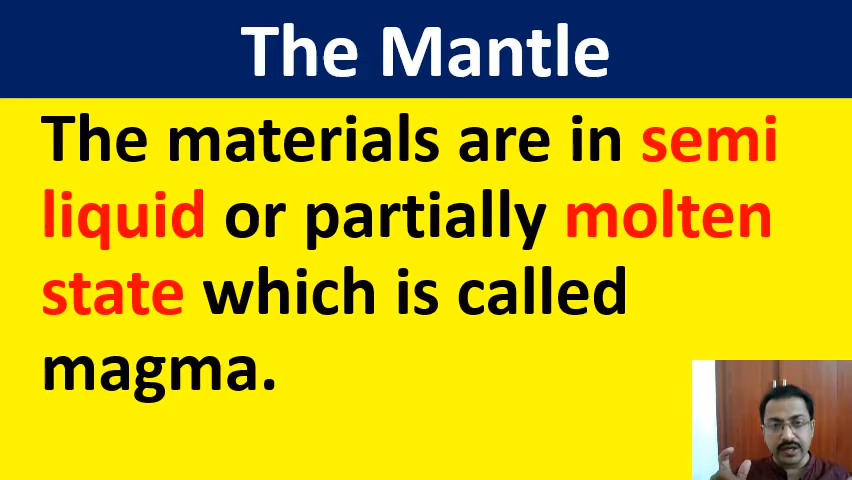 The Mantle
The materials are in semi
liquid or partially molten
state which is called
magma.